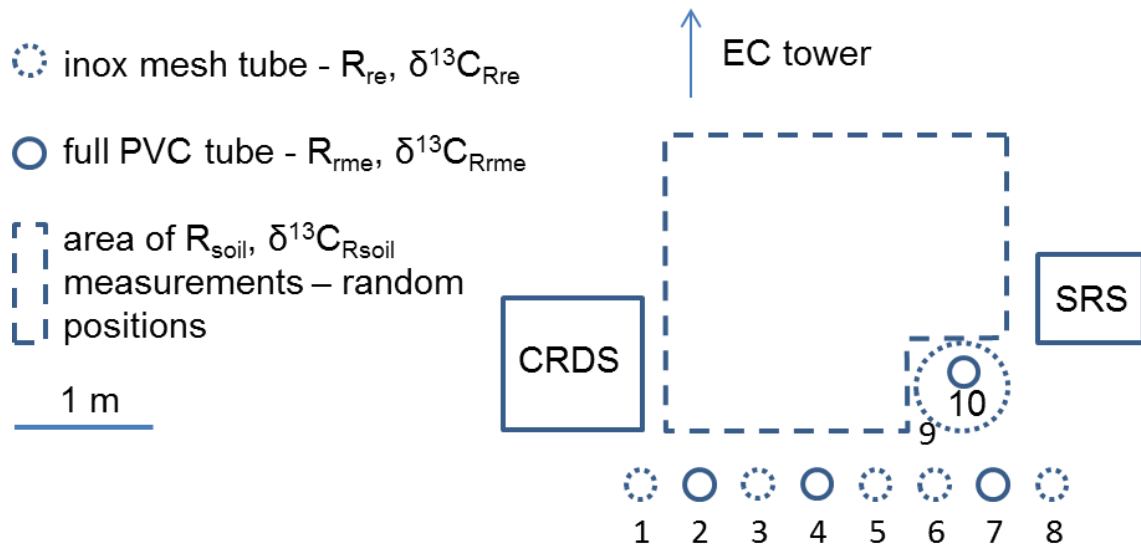 inox mesh tube - Rre, δ13CRre
full PVC tube - Rrme, δ13CRrme
area of Rsoil, δ13CRsoil
measurements – random
positions
1 m
EC tower
CRDS
SRS
10
9
1 2 3 4 5 6 7 8